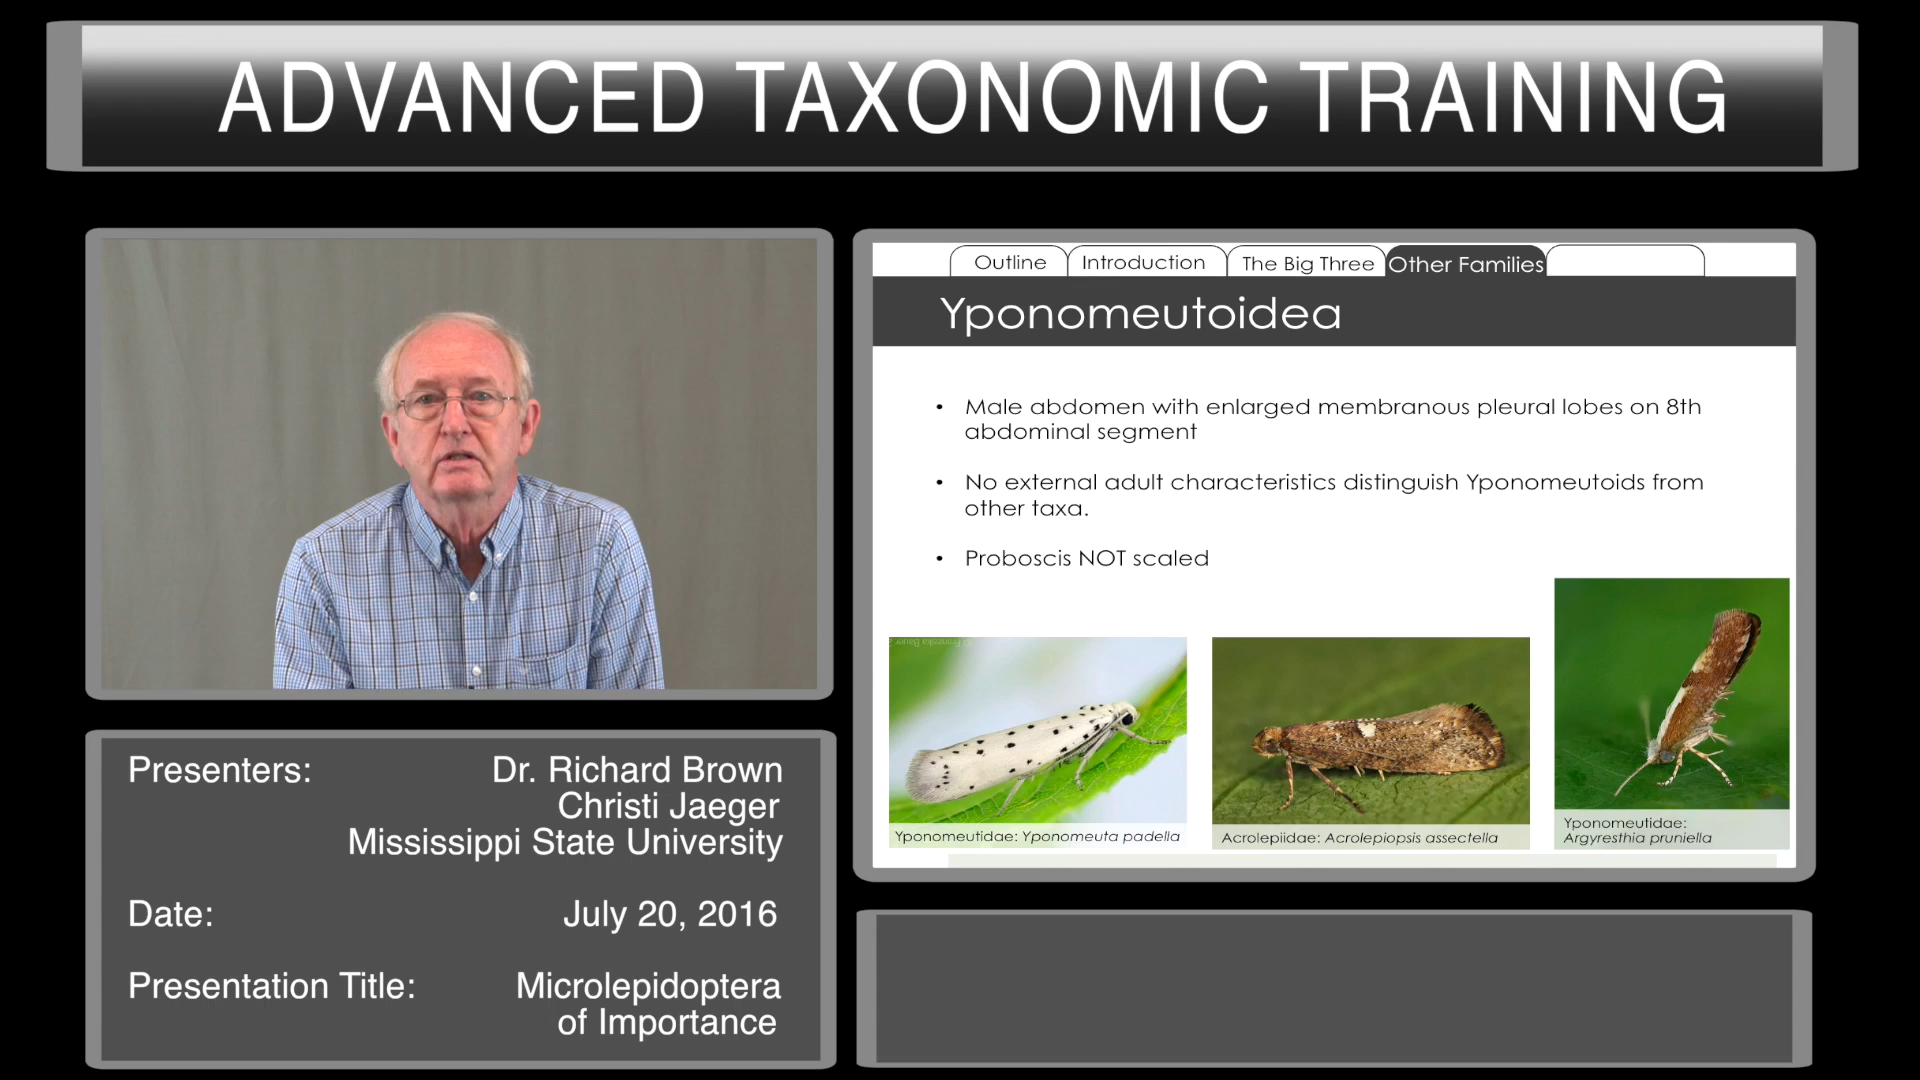 ADVANCED TAXONOMIC TRAINING
Outline
Introduction
The Big Three
Other Families
Yponomeutoidea
• Male abdomen with enlarged membranous pleural lobes on 8th
abdominal segment
• No external adult characteristics distinguish Yponomeutoids from
other taxa.
• Proboscis NOT scaled
Yponomeutidae: Yponomeuta padella
Acrolepiidae: Acrolepiopsis assectella
Yponomeutidae:
Argyresthia pruniella
Presenters: Dr. Richard Brown
Christi Jaeger
Mississippi State University
Date: July 20, 2016
Presentation Title: Microlepidoptera
of Importance